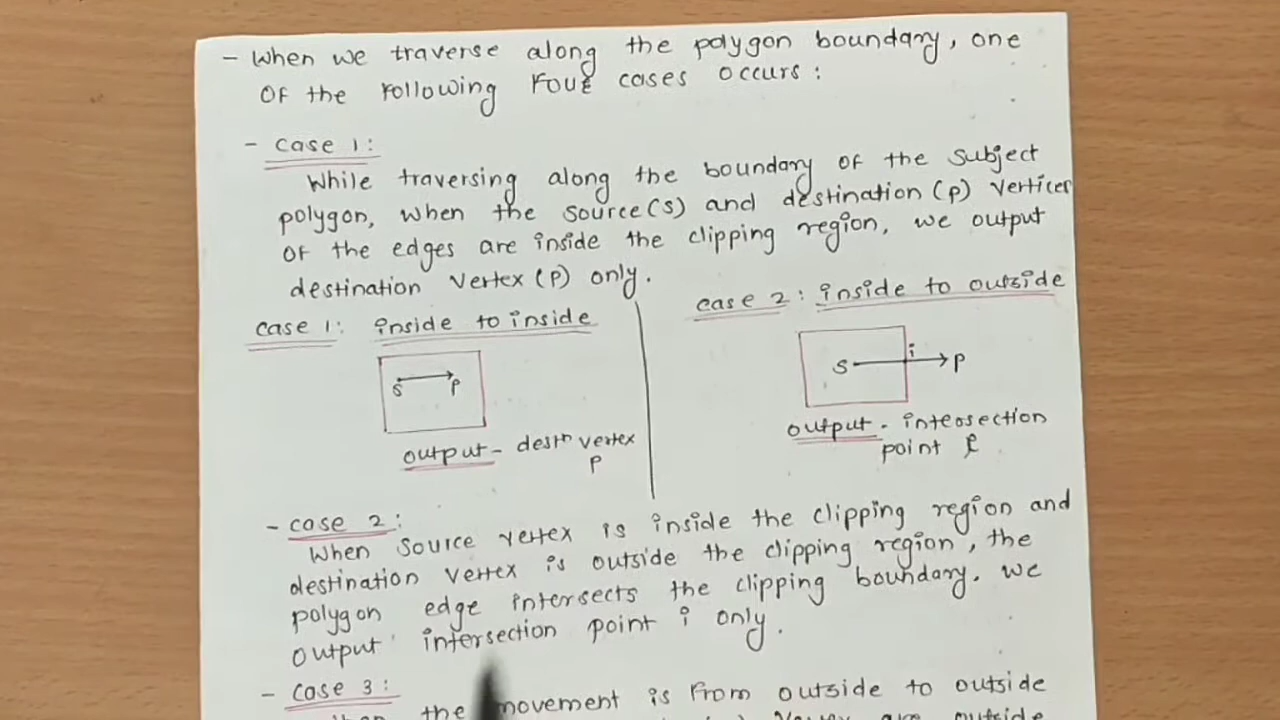 - When we traverse along the polygon boundary, one
OF the Following Four cases occurs :
- Case 1:
While traversing along the boundary of the subject
polygon, when the source(s) and destination (p) vertices
of the edges are inside the clipping region, we output
destination vertex (p) only.
case 1: inside to inside
S P
output - destn vertex
P
case 2 : inside to outside
S i P
output - intersection
point i
- Case 2 :
When source vertex is inside the clipping region and
destination vertex is outside the clipping region, the
polygon edge intersects the clipping boundary. We
output intersection point i only.
- Case 3 :
the movement is From outside to outside
outside